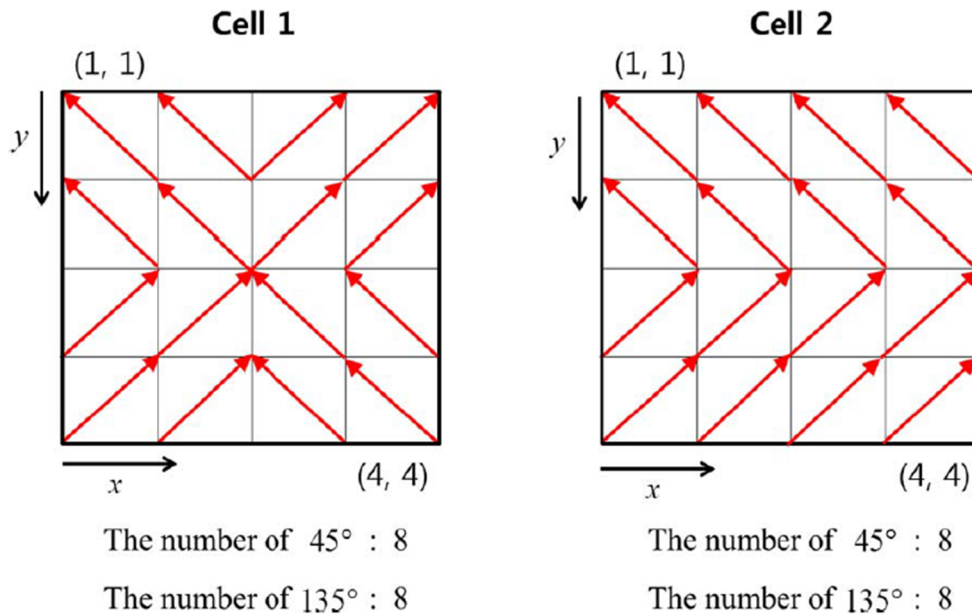 Cell 1
(1, 1)
y
x
(4, 4)
The number of 45° : 8
The number of 135° : 8
Cell 2
(1, 1)
y
x
(4, 4)
The number of 45° : 8
The number of 135° : 8